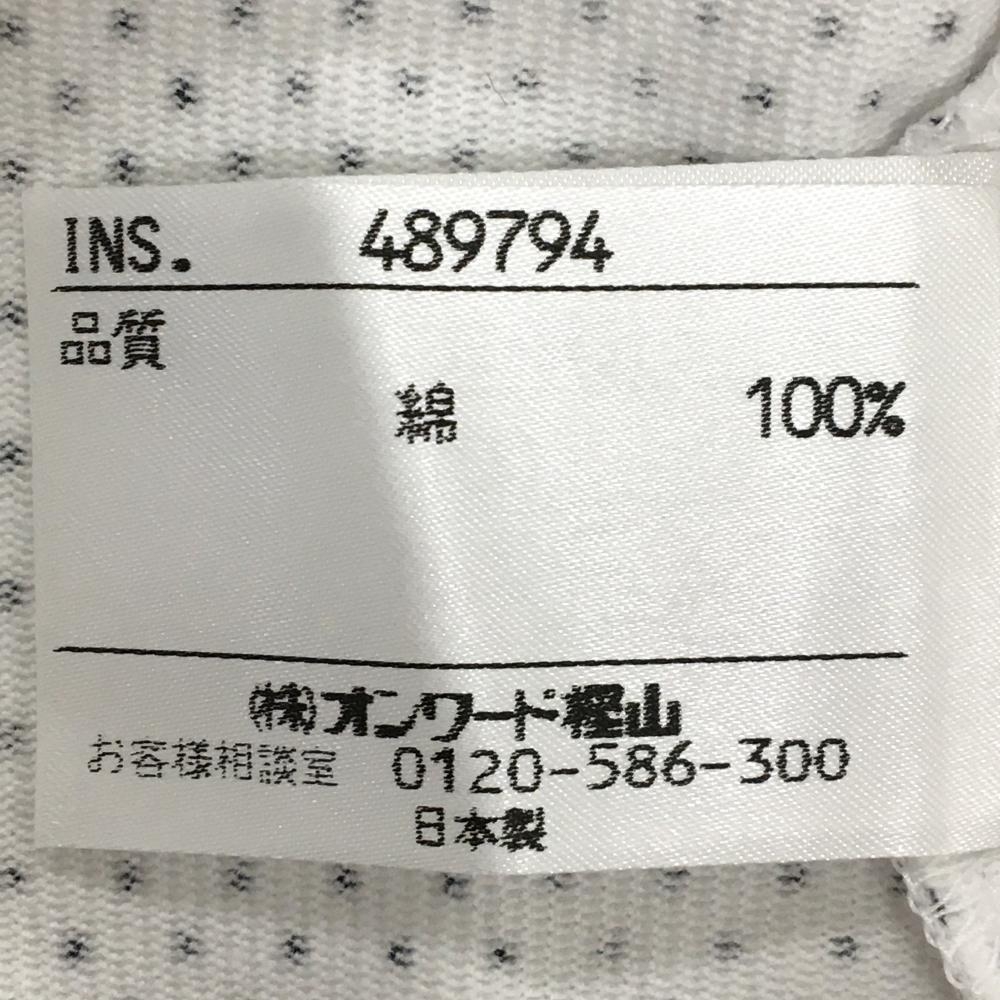 INS. 489794
品質
綿 100%
㈱オンワード樫山
お客様相談室 0120-586-300
日本製